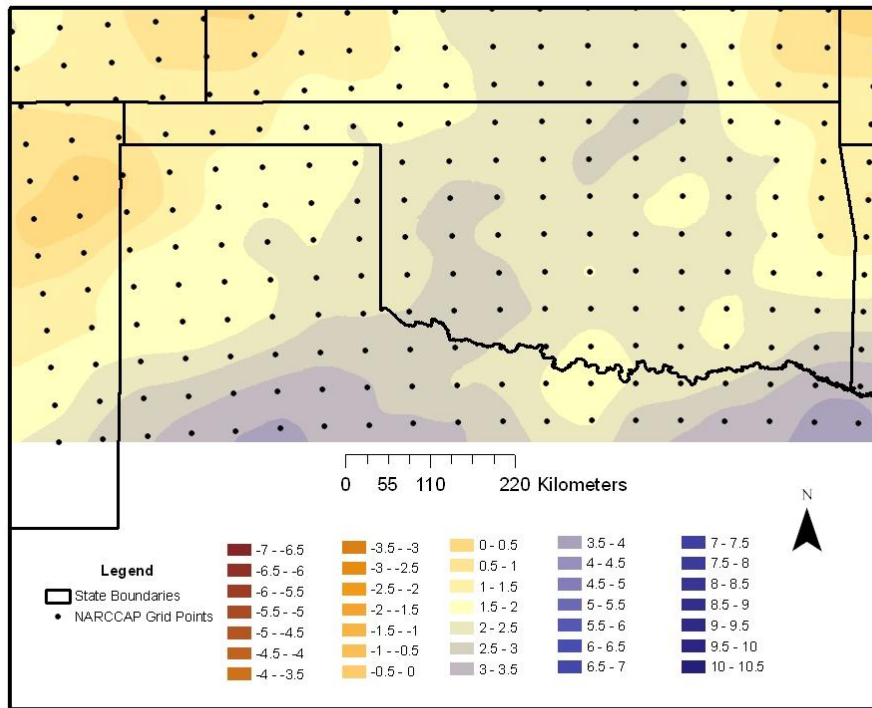 0 55 110 220 Kilometers
N
Legend
State Boundaries
NARCCAP Grid Points
-7 - -6.5
-6.5 - -6
-6 - -5.5
-5.5 - -5
-5 - -4.5
-4.5 - -4
-4 - -3.5
-3.5 - -3
-3 - -2.5
-2.5 - -2
-2 - -1.5
-1.5 - -1
-1 - -0.5
-0.5 - 0
0 - 0.5
0.5 - 1
1 - 1.5
1.5 - 2
2 - 2.5
2.5 - 3
3 - 3.5
3.5 - 4
4 - 4.5
4.5 - 5
5 - 5.5
5.5 - 6
6 - 6.5
6.5 - 7
7 - 7.5
7.5 - 8
8 - 8.5
8.5 - 9
9 - 9.5
9.5 - 10
10 - 10.5